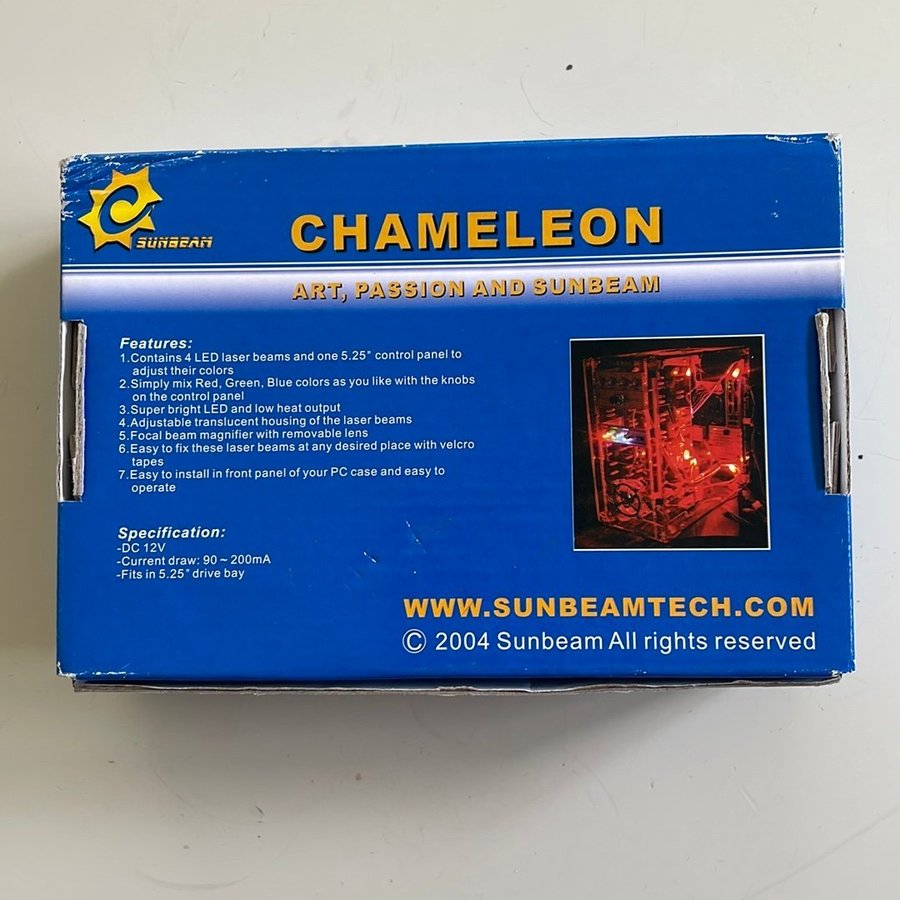 SUNBEAM
CHAMELEON
ART, PASSION AND SUNBEAM
Features:
1.Contains 4 LED laser beams and one 5.25" control panel to
adjust their colors
2.Simply mix Red, Green, Blue colors as you like with the knobs
on the control panel
3.Super bright LED and low heat output
4.Adjustable translucent housing of the laser beams
5.Focal beam magnifier with removable lens
6.Easy to fix these laser beams at any desired place with velcro
tapes
7.Easy to install in front panel of your PC case and easy to
operate
Specification:
-DC 12V
-Current draw: 90 ~ 200mA
-Fits in 5.25" drive bay
WWW.SUNBEAMTECH.COM
© 2004 Sunbeam All rights reserved